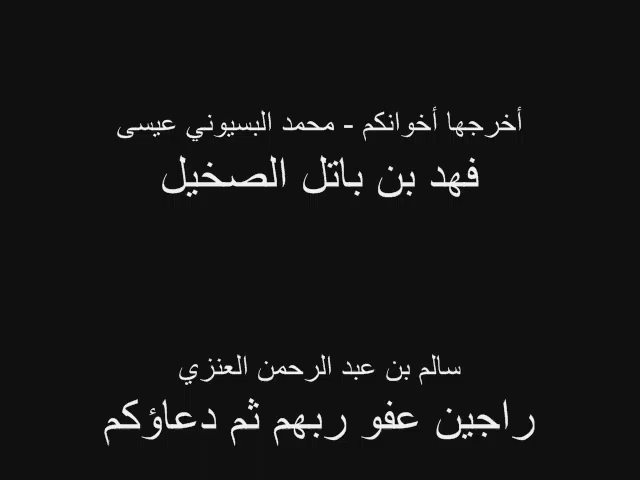 أخرجها أخوانكم - محمد البسيوني عيسى
فهد بن باتل الصخيل
سالم بن عبد الرحمن العنزي
راجين عفو ربهم ثم دعاؤكم